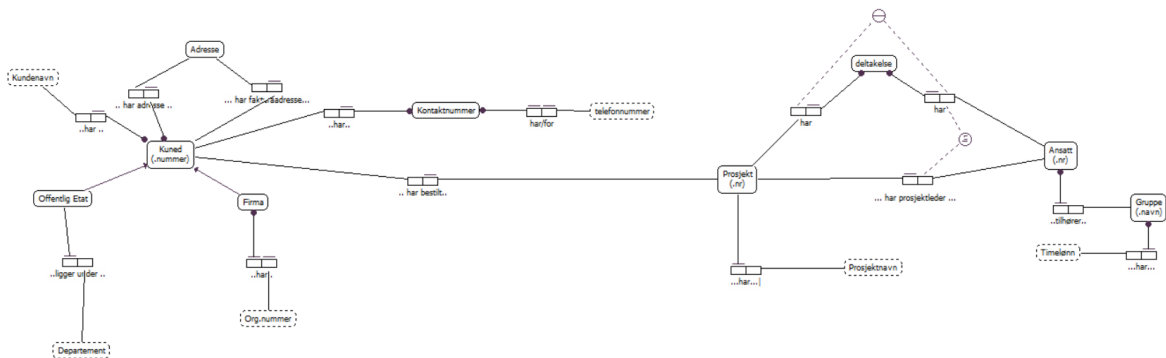 Adresse
deltakelse
Kundenavn
.. har adresse ..
... har fakturaadresse...
..har ..
..har..
Kontaktnummer
har/for
telefonnummer
har
har
Kuned
(.nummer)
Ansatt
(.nr)
Prosjekt
(.nr)
.. har bestilt..
... har prosjektleder ...
Offentlig Etat
Firma
Gruppe
(.navn)
..tilhører..
..ligger under ..
..har..
...har...
Prosjektnavn
Timelønn
...har...
Org.nummer
Departement